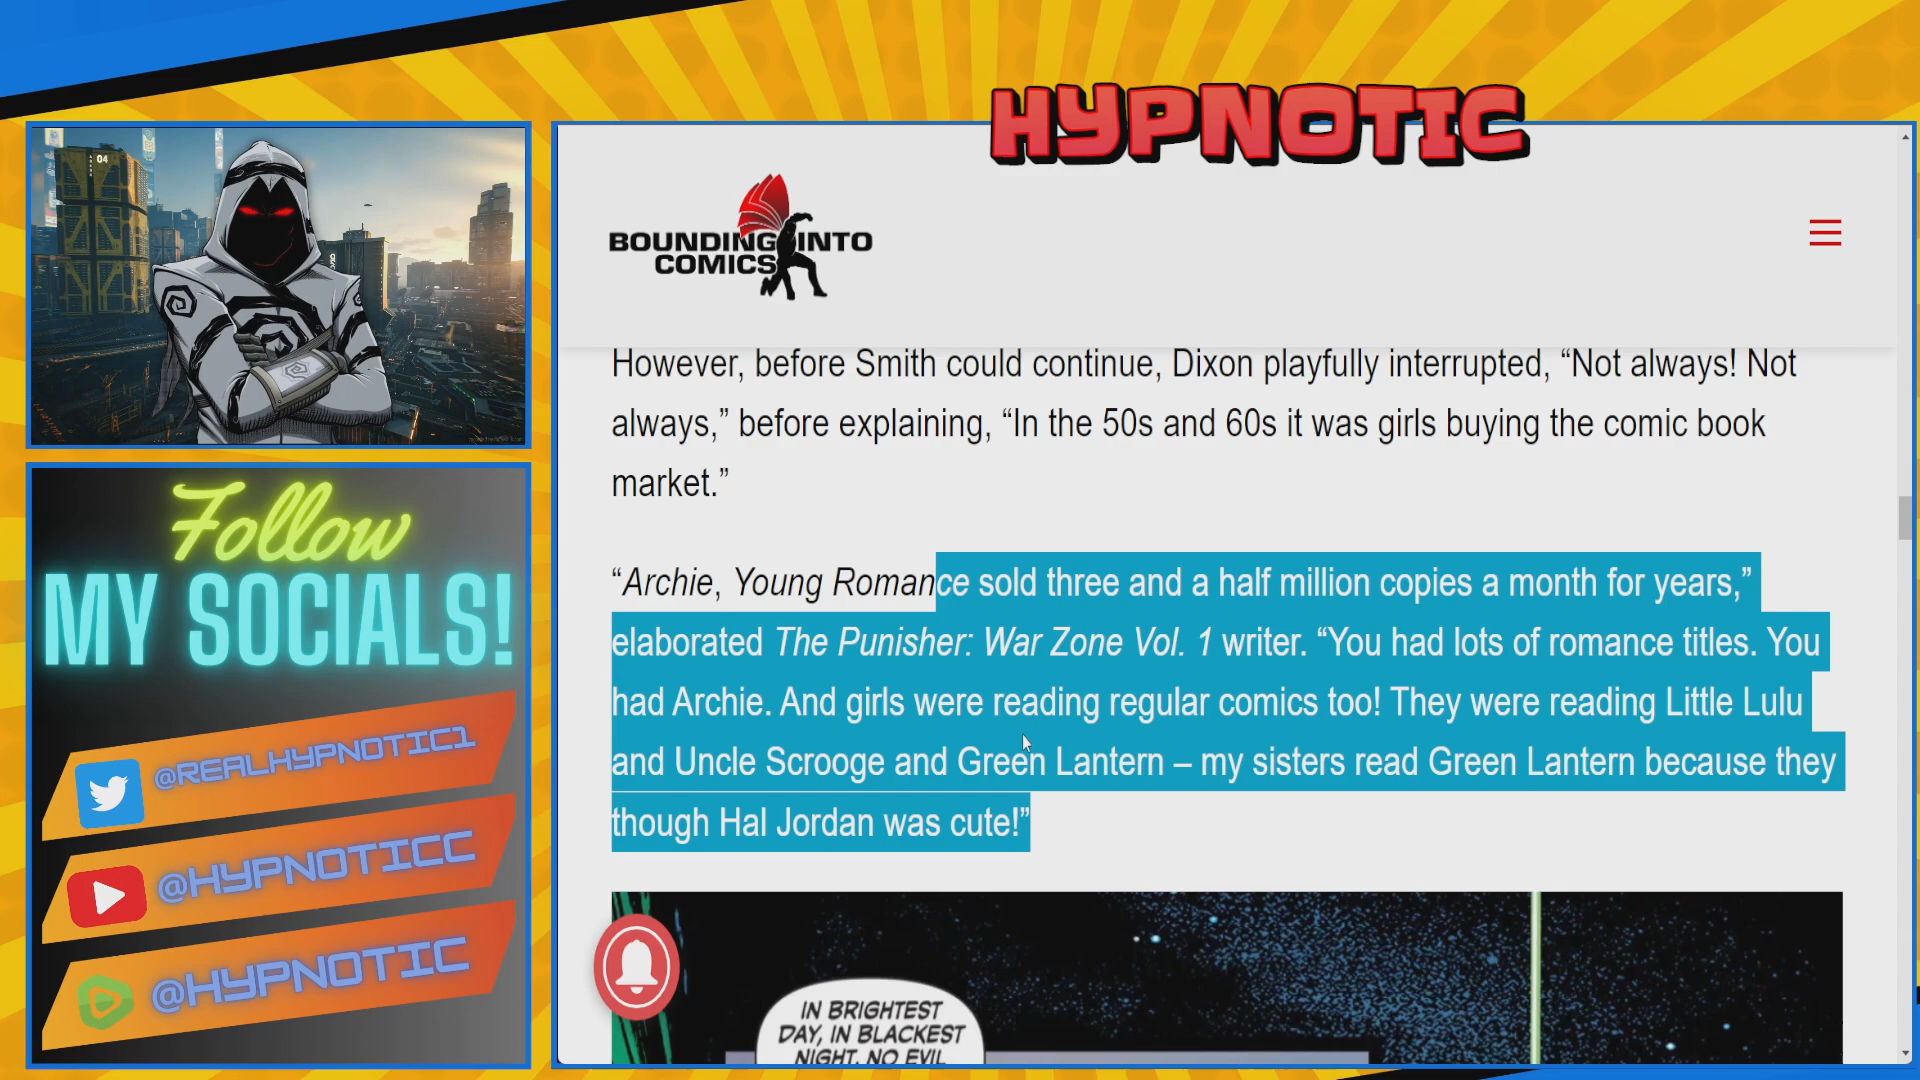 HYPNOTIC
04
BOUNDING INTO
COMICS
However, before Smith could continue, Dixon playfully interrupted, “Not always! Not
always,” before explaining, “In the 50s and 60s it was girls buying the comic book
market.”
“Archie, Young Romance sold three and a half million copies a month for years,”
elaborated The Punisher: War Zone Vol. 1 writer. “You had lots of romance titles. You
had Archie. And girls were reading regular comics too! They were reading Little Lulu
and Uncle Scrooge and Green Lantern – my sisters read Green Lantern because they
though Hal Jordan was cute!”
IN BRIGHTEST
DAY, IN BLACKEST
NIGHT, NO EVIL
Follow
MY SOCIALS!
@REALHYPNOTIC1
@HYPNOTICC
@HYPNOTIC